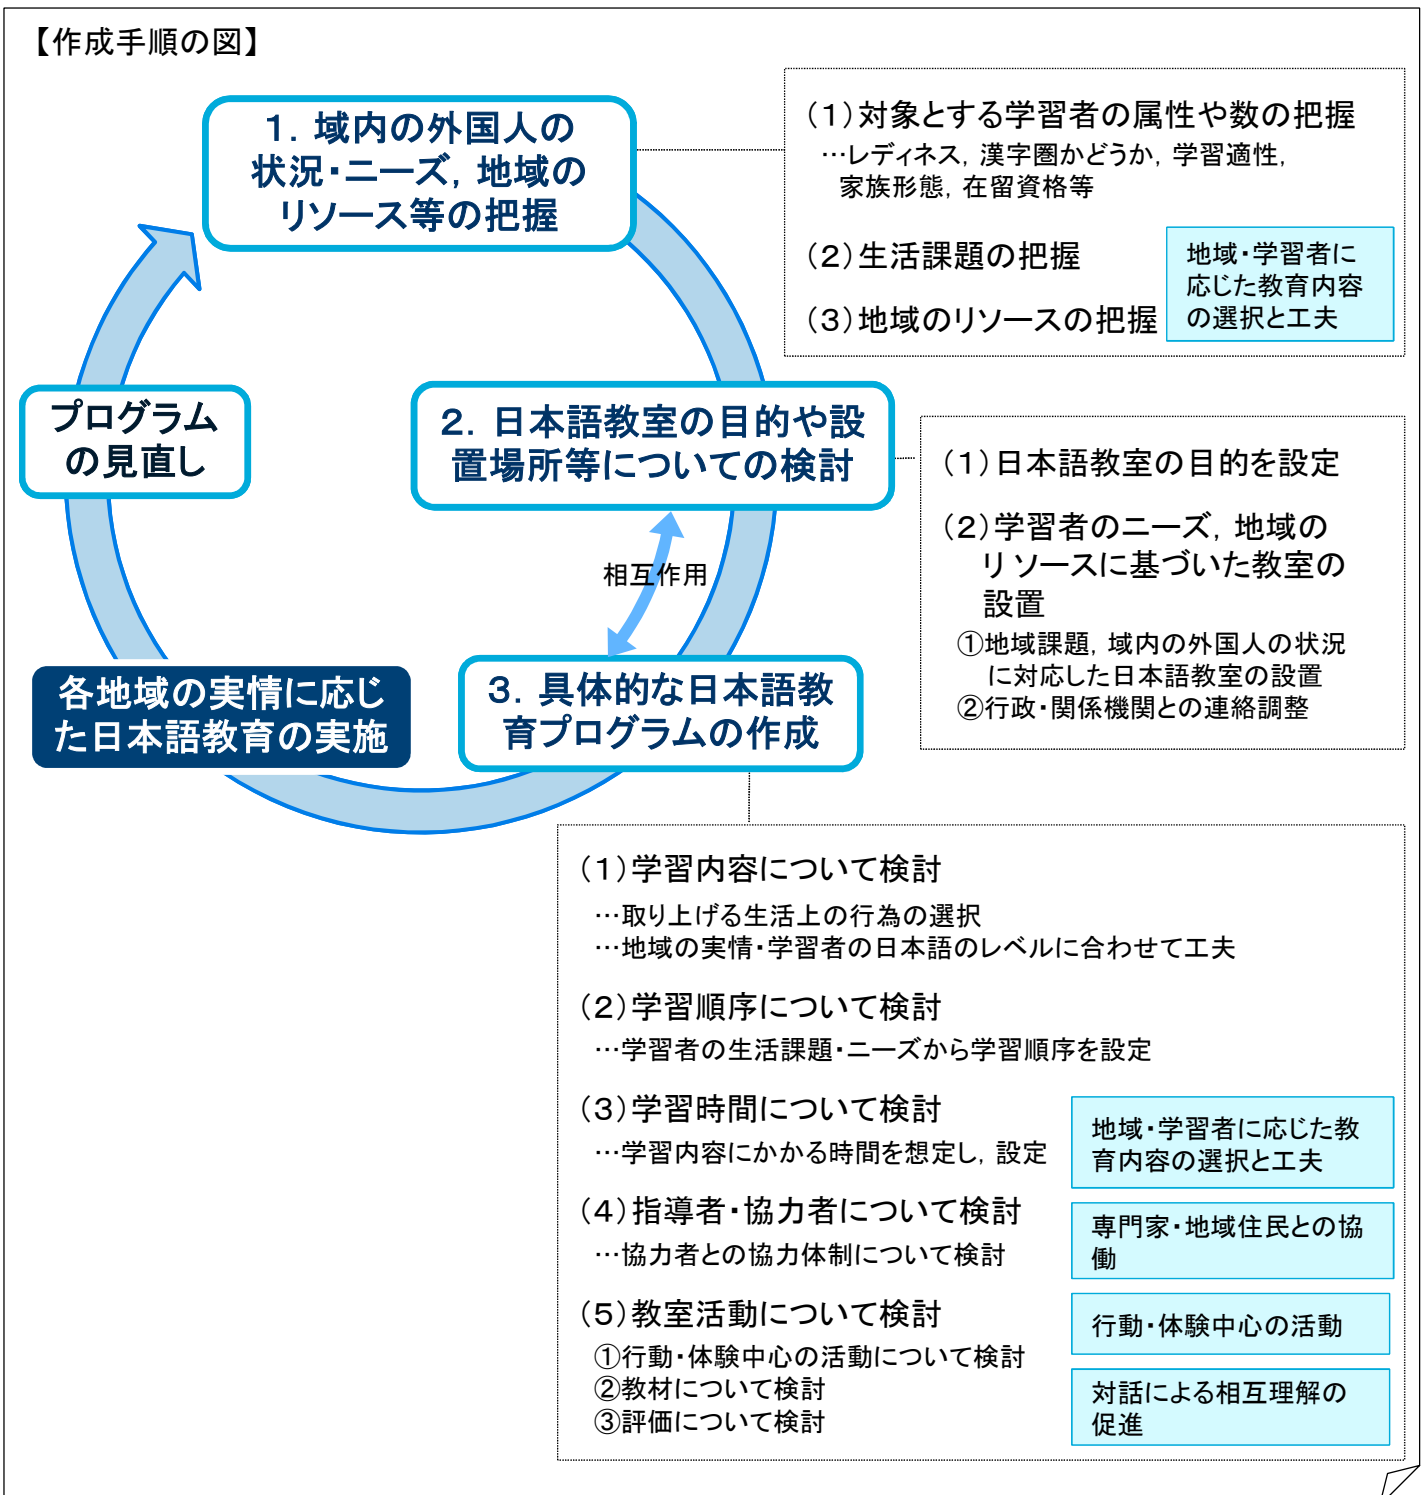 【作成手順の図】
1．域内の外国人の
状況・ニーズ，地域の
リソース等の把握
（1）対象とする学習者の属性や数の把握
…レディネス，漢字圏かどうか，学習適性，
家族形態，在留資格等
（2）生活課題の把握
（3）地域のリソースの把握
地域・学習者に
応じた教育内容
の選択と工夫
プログラム
の見直し
2．日本語教室の目的や設
置場所等についての検討
（1）日本語教室の目的を設定
（2）学習者のニーズ，地域の
リソースに基づいた教室の
設置
①地域課題，域内の外国人の状況
に対応した日本語教室の設置
②行政・関係機関との連絡調整
相互作用
各地域の実情に応じ
た日本語教育の実施
3．具体的な日本語教
育プログラムの作成
（1）学習内容について検討
…取り上げる生活上の行為の選択
…地域の実情・学習者の日本語のレベルに合わせて工夫
（2）学習順序について検討
…学習者の生活課題・ニーズから学習順序を設定
（3）学習時間について検討
…学習内容にかかる時間を想定し，設定
地域・学習者に応じた教
育内容の選択と工夫
（4）指導者・協力者について検討
…協力者との協力体制について検討
専門家・地域住民との協
働
（5）教室活動について検討
①行動・体験中心の活動について検討
②教材について検討
③評価について検討
行動・体験中心の活動
対話による相互理解の
促進